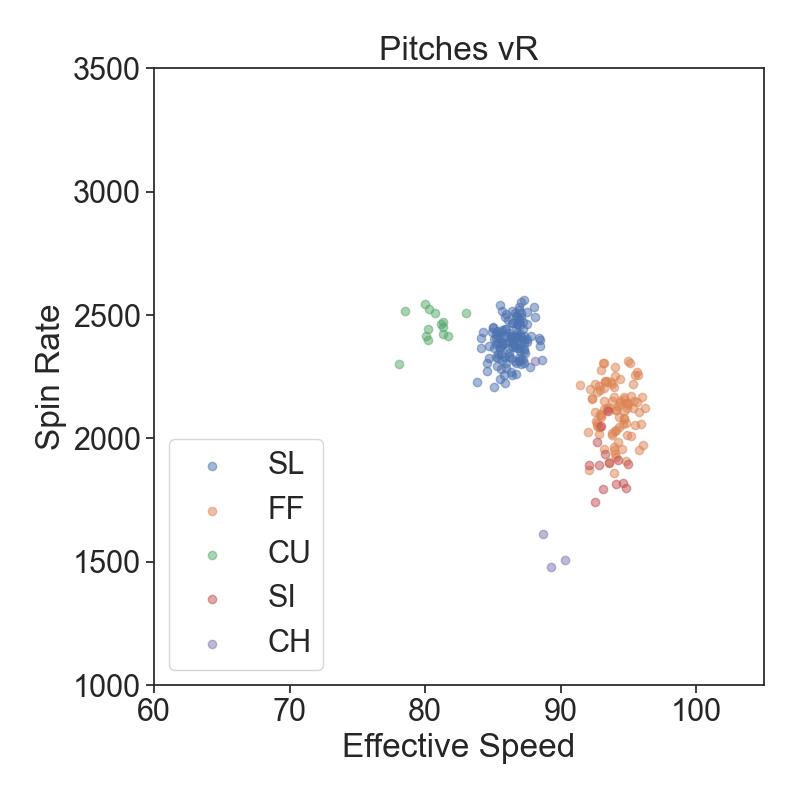 Pitches vR
3500
3000
2500
2000
1500
1000
Spin Rate
SL
FF
CU
SI
CH
60 70 80 90 100
Effective Speed